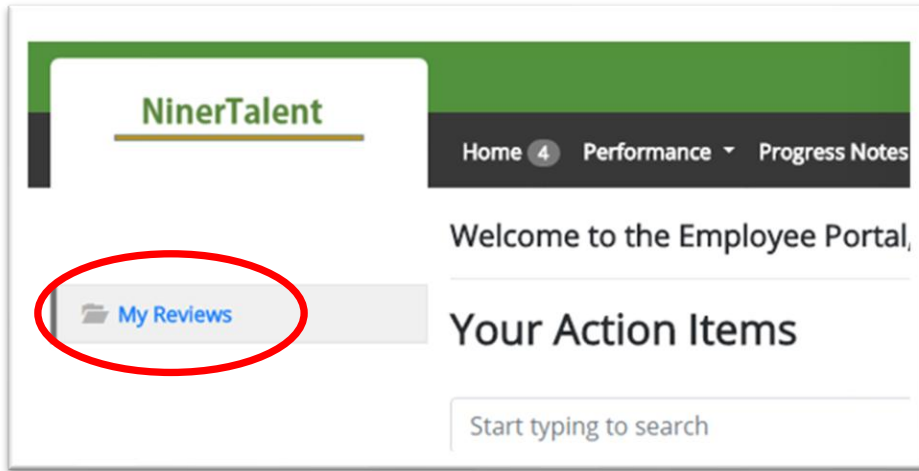 NinerTalent
Home 4 Performance Progress Notes
Welcome to the Employee Portal,
My Reviews
Your Action Items
Start typing to search